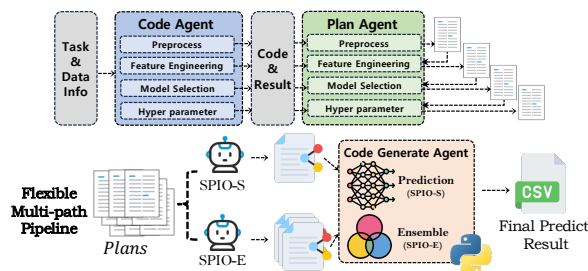 Task
&
Data
Info
Code Agent
Preprocess
Feature Engineering
Model Selection
Hyper parameter
Code
&
Result
Plan Agent
Preprocess
Feature Engineering
Model Selection
Hyper parameter
Flexible
Multi-path
Pipeline
Plans
SPIO-S
SPIO-E
Code Generate Agent
Prediction
(SPIO-S)
Ensemble
(SPIO-E)
CSV
Final Predict
Result